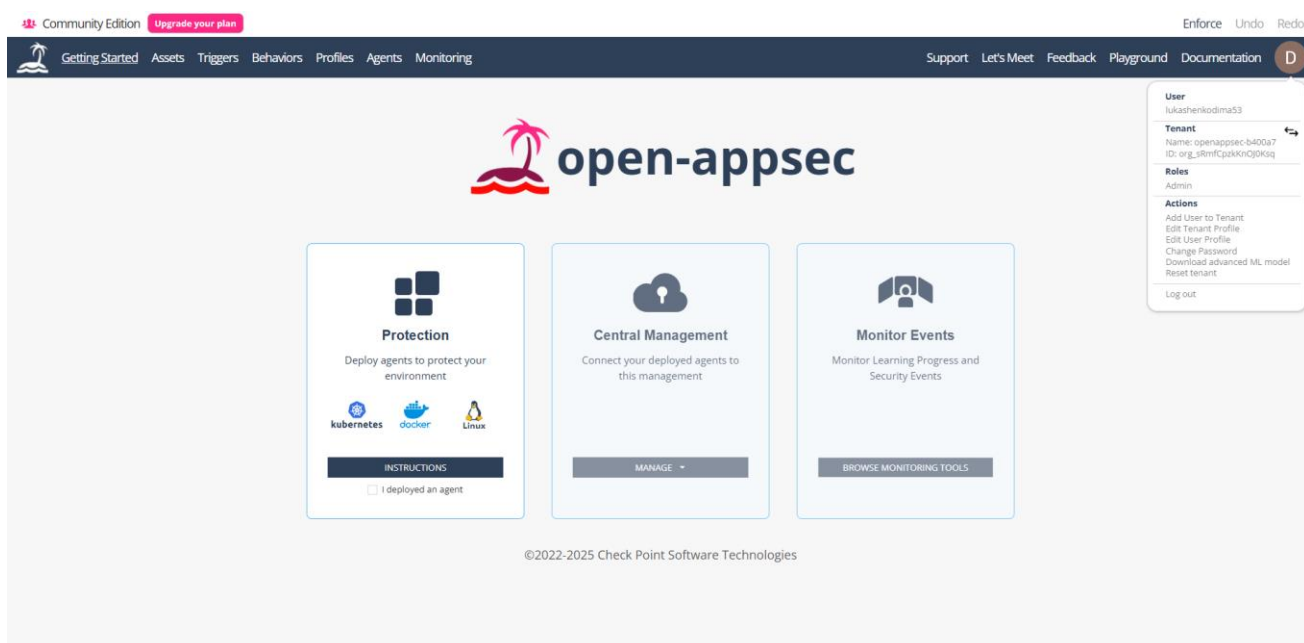 Community Edition Upgrade your plan Enforce Undo Redo
Getting Started Assets Triggers Behaviors Profiles Agents Monitoring Support Let's Meet Feedback Playground Documentation D
User
lukashenkodima53
Tenant
Name: openappsec-b400a7
Roles
Admin
Actions
Add User to Tenant
Edit Tenant Profile
Edit User Profile
Change Password
Download advanced ML model
Reset tenant
Log out
open-appsec
Protection
Deploy agents to protect your
environment
kubernetes docker Linux
INSTRUCTIONS
I deployed an agent
Central Management
Connect your deployed agents to
this management
MANAGE
Monitor Events
Monitor Learning Progress and
Security Events
BROWSE MONITORING TOOLS
©2022-2025 Check Point Software Technologies